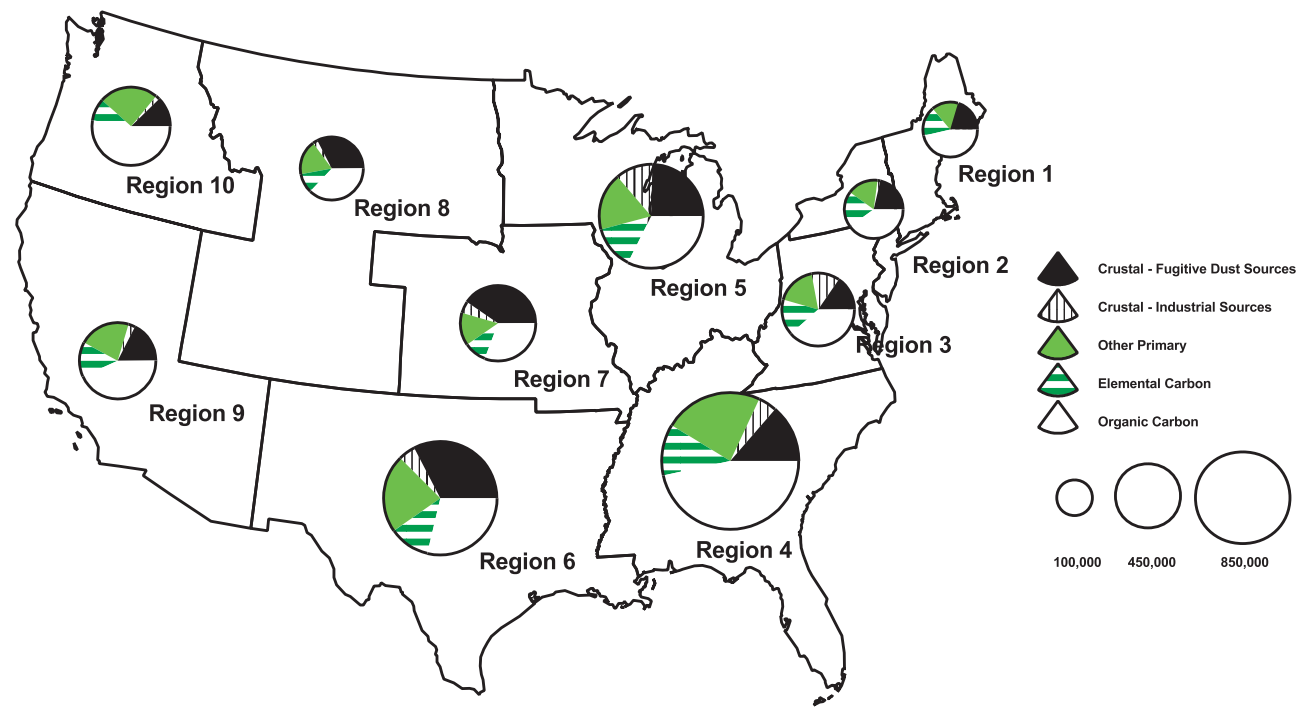 Region 10
Region 8
Region 1
Region 2
Region 5
Region 3
Region 7
Region 9
Region 6
Region 4
Crustal - Fugitive Dust Sources
Crustal - Industrial Sources
Other Primary
Elemental Carbon
Organic Carbon
100,000
450,000
850,000